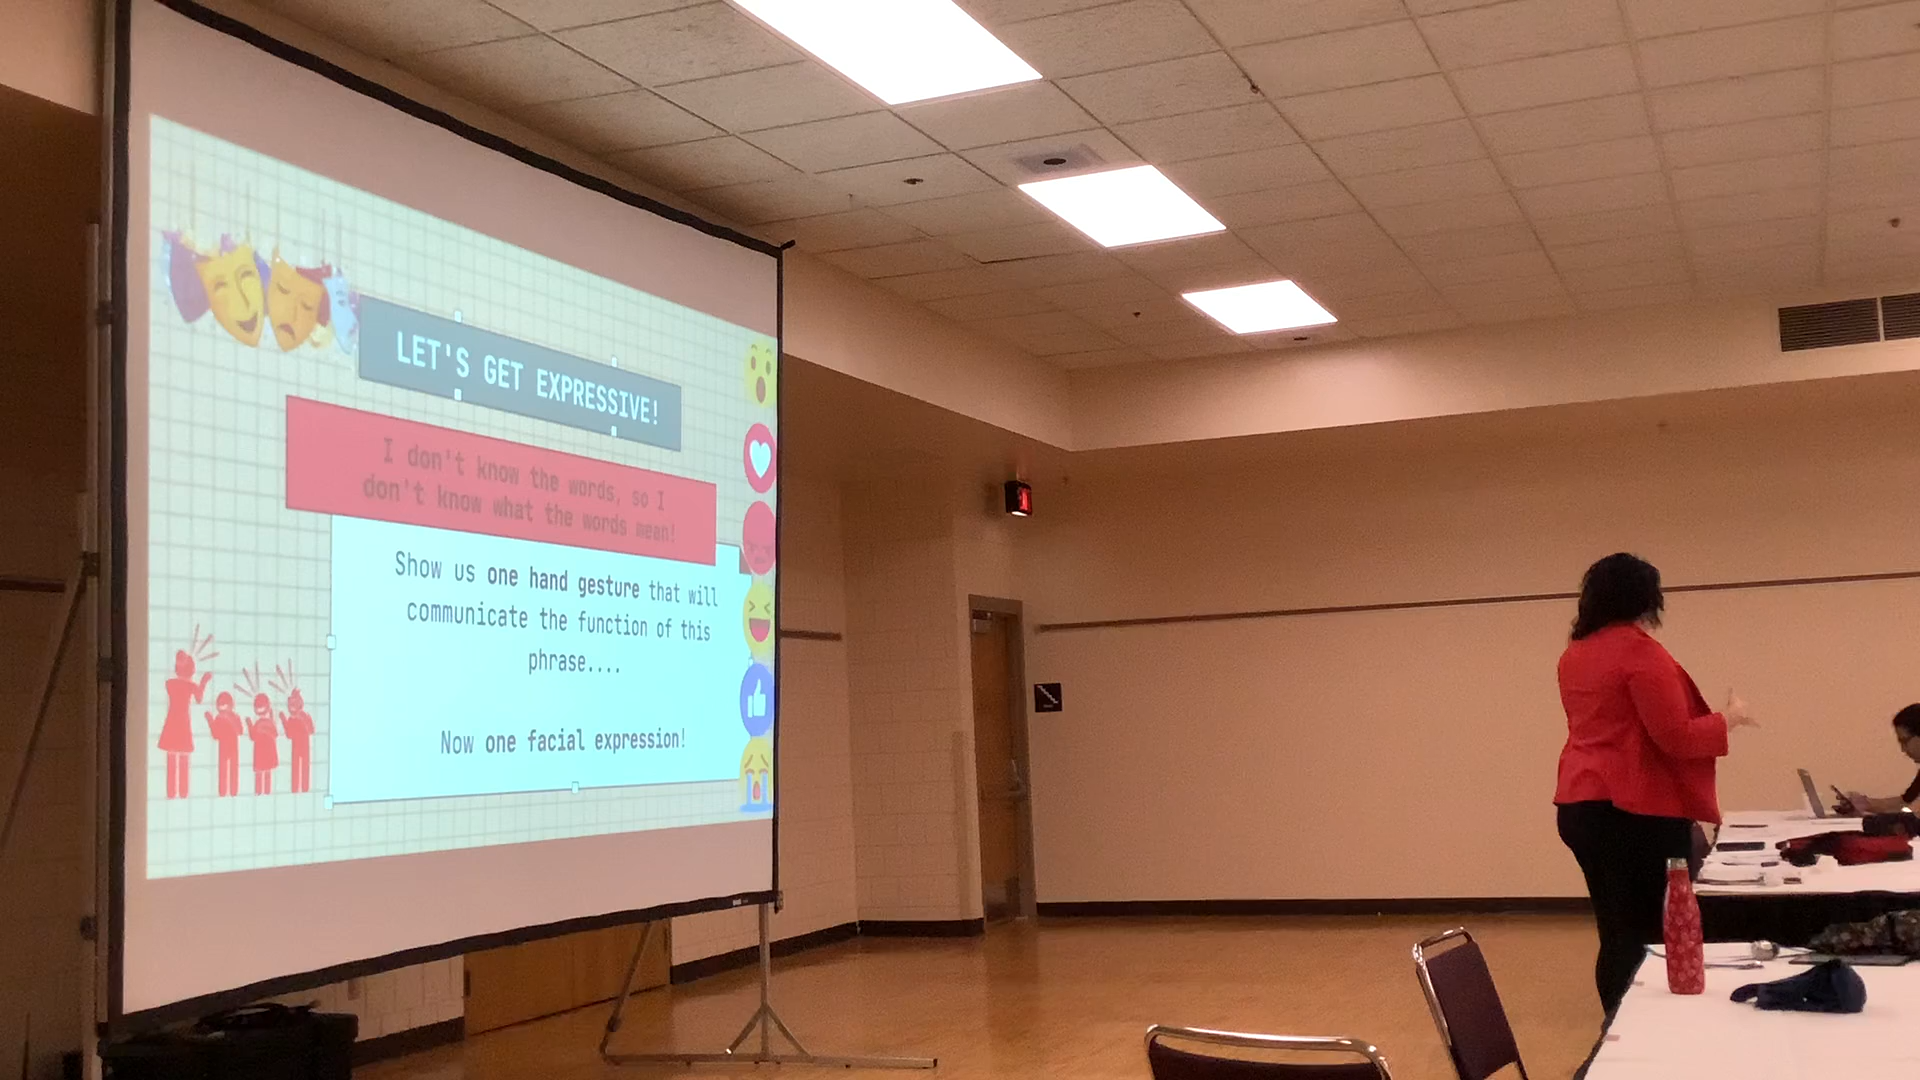 LET'S GET EXPRESSIVE!
I don't know the words, so I
don't know what the words mean!
Show us one hand gesture that will
communicate the function of this
phrase....
Now one facial expression!